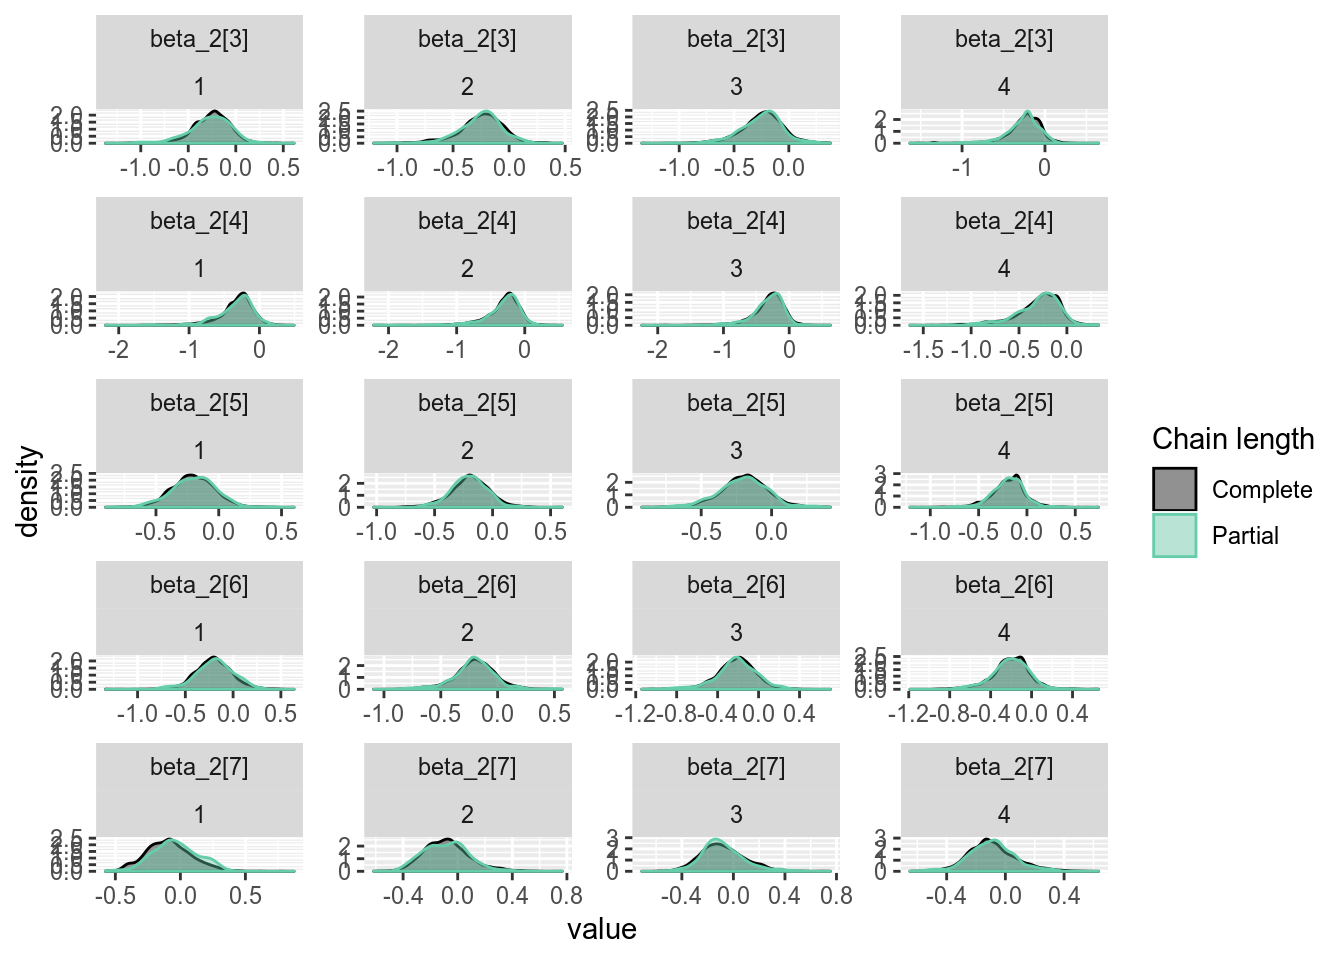 beta_2[3] beta_2[3] beta_2[3] beta_2[3]
1 2 3 4
-1.0 -0.5 0.0 0.5 -1.0 -0.5 0.0 0.5 -1.0 -0.5 0.0 -1 0
beta_2[4] beta_2[4] beta_2[4] beta_2[4]
1 2 3 4
-2 -1 0 -2 -1 0 -2 -1 0 -1.5 -1.0 -0.5 0.0
beta_2[5] beta_2[5] beta_2[5] beta_2[5]
1 2 3 4
-0.5 0.0 0.5 -1.0 -0.5 0.0 0.5 -0.5 0.0 -1.0 -0.5 0.0 0.5
beta_2[6] beta_2[6] beta_2[6] beta_2[6]
1 2 3 4
-1.0 -0.5 0.0 0.5 -1.0 -0.5 0.0 0.5 -1.2 -0.8 -0.4 0.0 0.4 -1.2 -0.8 -0.4 0.0 0.4
beta_2[7] beta_2[7] beta_2[7] beta_2[7]
1 2 3 4
-0.5 0.0 0.5 -0.4 0.0 0.4 0.8 -0.4 0.0 0.4 0.8 -0.4 0.0 0.4
value
density
Chain length
Complete
Partial